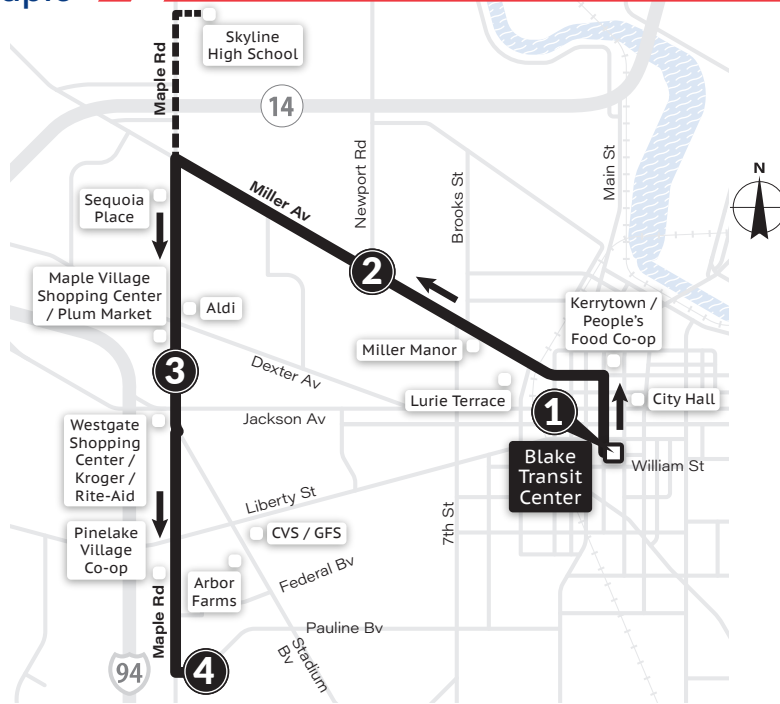 Skyline
High School
Maple Rd
14
Newport Rd
Brooks St
Main St
N
Miller Av
Sequoia
Place
2
Maple Village
Shopping Center
/ Plum Market
Aldi
Kerrytown /
People's
Food Co-op
Miller Manor
3
Dexter Av
Lurie Terrace
City Hall
1
Jackson Av
Westgate
Shopping
Center /
Kroger /
Rite-Aid
Blake
Transit
Center
William St
Liberty St
7th St
CVS / GFS
Pinelake
Village
Co-op
Federal Bv
Arbor
Farms
Maple Rd
Pauline Bv
Stadium
Bv
94
4